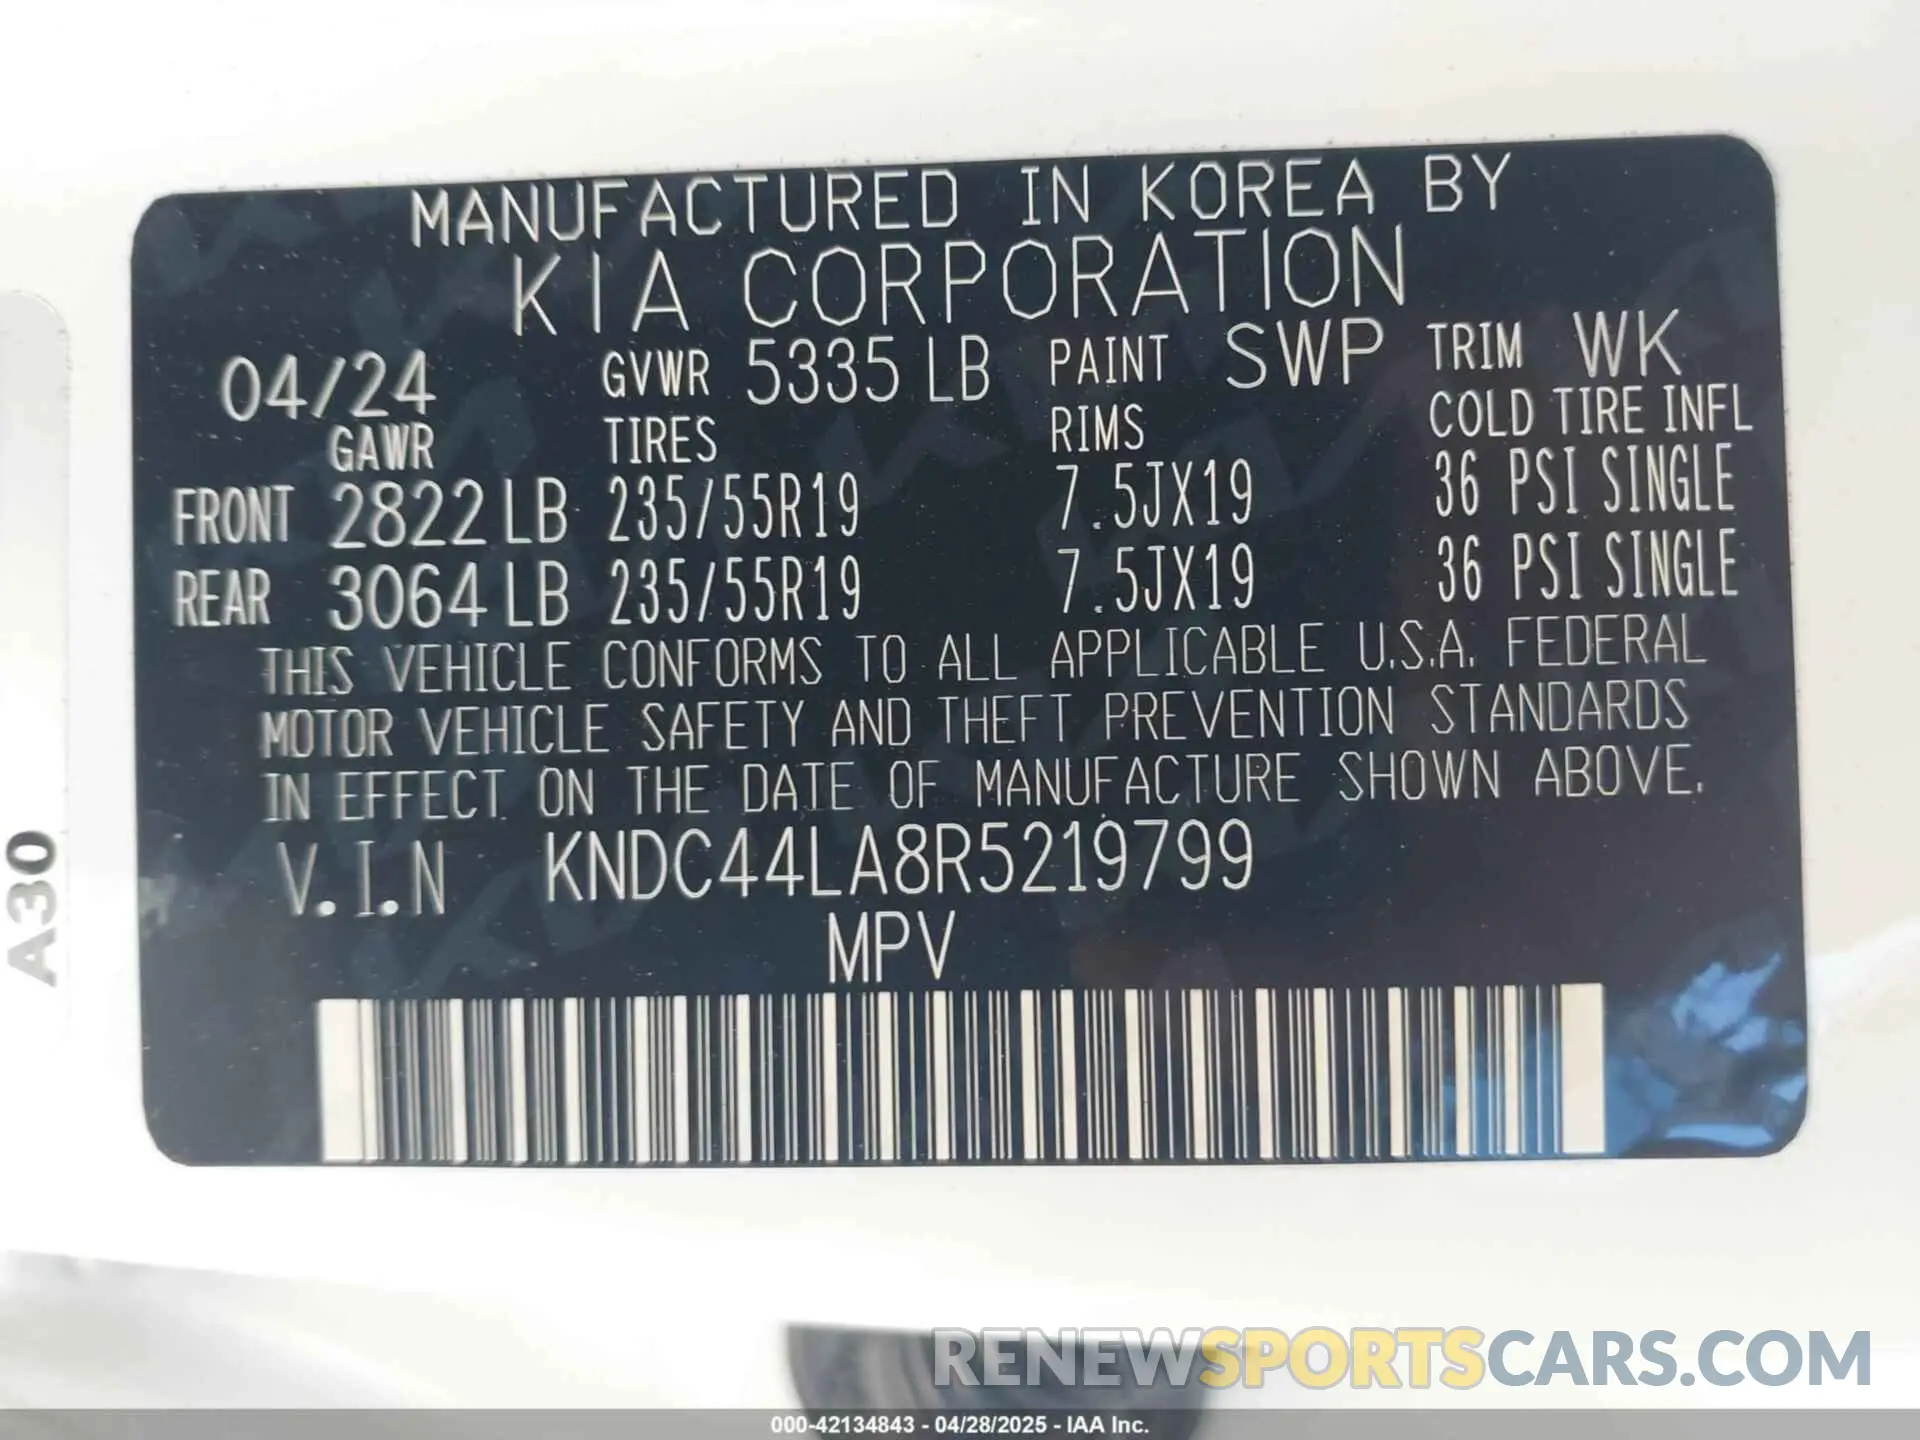 MANUFACTURED IN KOREA BY
KIA CORPORATION
04/24 GVWR 5335 LB PAINT SWP TRIM WK
GAWR TIRES RIMS COLD TIRE INFL
FRONT 2822 LB 235/55R19 7.5JX19 36 PSI SINGLE
REAR 3064 LB 235/55R19 7.5JX19 36 PSI SINGLE
THIS VEHICLE CONFORMS TO ALL APPLICABLE U.S.A. FEDERAL
MOTOR VEHICLE SAFETY AND THEFT PREVENTION STANDARDS
IN EFFECT ON THE DATE OF MANUFACTURE SHOWN ABOVE.
V.I.N KNDC44LA8R5219799
MPV
A30
RENEWSPORTSCARS.COM
000-42134843 - 04/28/2025 - IAA Inc.